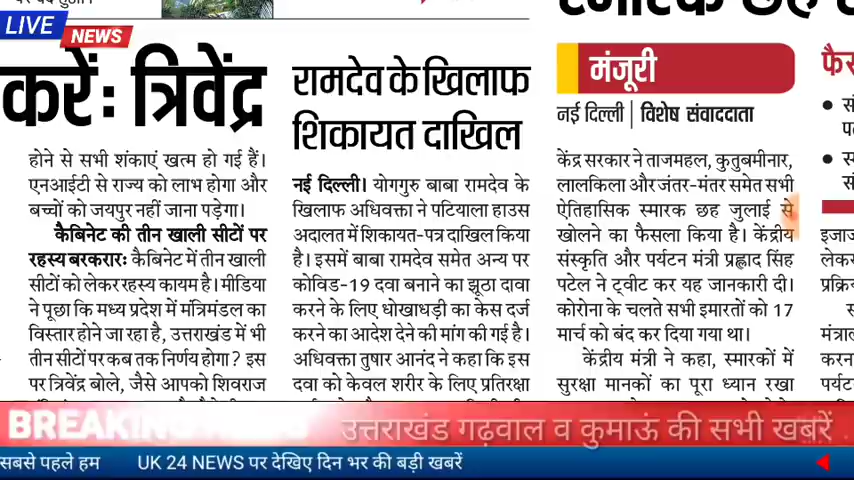 LIVE
NEWS
करें: त्रिवेंद्र
होने से सभी शंकाएं खत्म हो गई हैं।
एनआईटी से राज्य को लाभ होगा और
बच्चों को जयपुर नहीं जाना पड़ेगा।
कैबिनेट की तीन खाली सीटों पर
रहस्य बरकरारः कैबिनेट में तीन खाली
सीटों को लेकर रहस्य कायम है। मीडिया
ने पूछा कि मध्य प्रदेश में मंत्रिमंडल का
विस्तार होने जा रहा है, उत्तराखंड में भी
तीन सीटों पर कब तक निर्णय होगा? इस
पर त्रिवेंद्र बोले, जैसे आपको शिवराज
रामदेव के खिलाफ
शिकायत दाखिल
नई दिल्ली। योगगुरु बाबा रामदेव के
खिलाफ अधिवक्ता ने पटियाला हाउस
अदालत में शिकायत-पत्र दाखिल किया
है। इसमें बाबा रामदेव समेत अन्य पर
कोविड-19 दवा बनाने का झूठा दावा
करने के लिए धोखाधड़ी का केस दर्ज
करने का आदेश देने की मांग की गई है।
अधिवक्ता तुषार आनंद ने कहा कि इस
दवा को केवल शरीर के लिए प्रतिरक्षा
मंजूरी
नई दिल्ली | विशेष संवाददाता
केंद्र सरकार ने ताजमहल, कुतुबमीनार,
लालकिला और जंतर-मंतर समेत सभी
ऐतिहासिक स्मारक छह जुलाई से
खोलने का फैसला किया है। केंद्रीय
संस्कृति और पर्यटन मंत्री प्रह्लाद सिंह
पटेल ने ट्वीट कर यह जानकारी दी।
कोरोना के चलते सभी इमारतों को 17
मार्च को बंद कर दिया गया था।
केंद्रीय मंत्री ने कहा, स्मारकों में
सुरक्षा मानकों का पूरा ध्यान रखा
BREAKING NEWS
उत्तराखंड गढ़वाल व कुमाऊं की सभी खबरें
सबसे पहले हम
UK 24 NEWS पर देखिए दिन भर की बड़ी खबरें